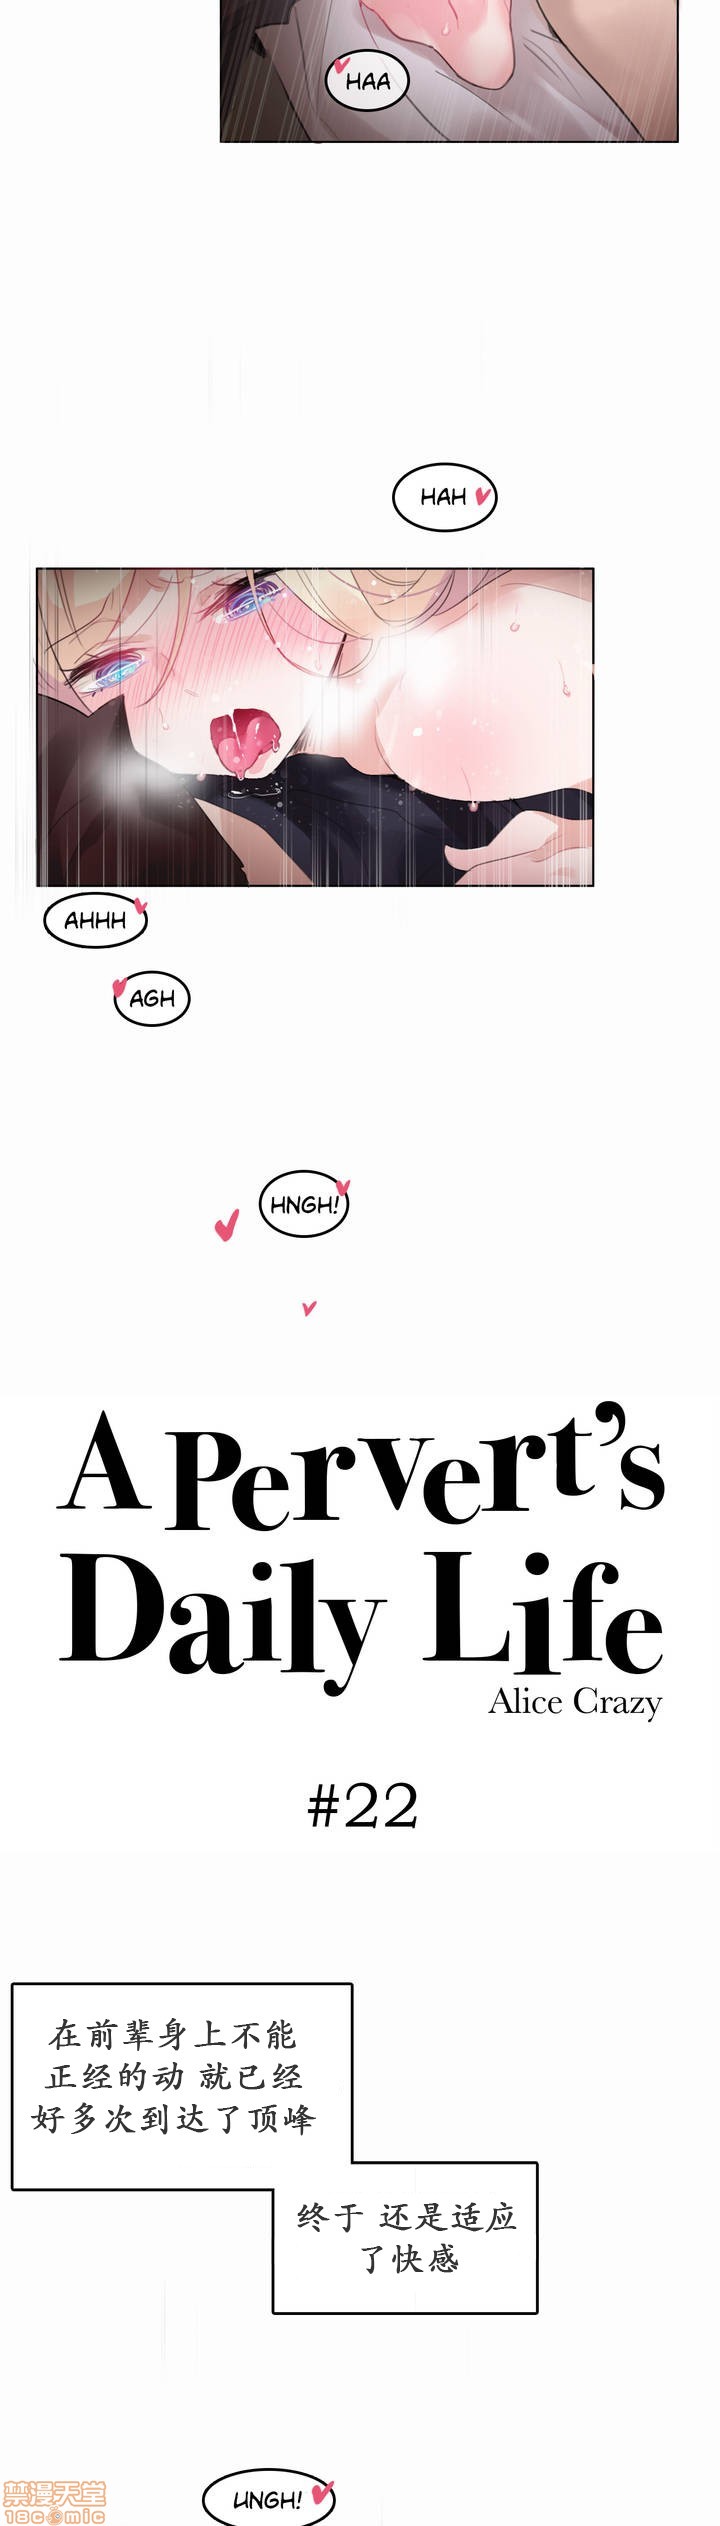 HAA
HAH
AHHH
AGH
HNGH!
A Pervert's
Daily Life
Alice Crazy
#22
在前辈身上不能
正经的动 就已经
好多次到达了顶峰
终于 还是适应
了快感
UNGH!
禁漫天堂
18comic